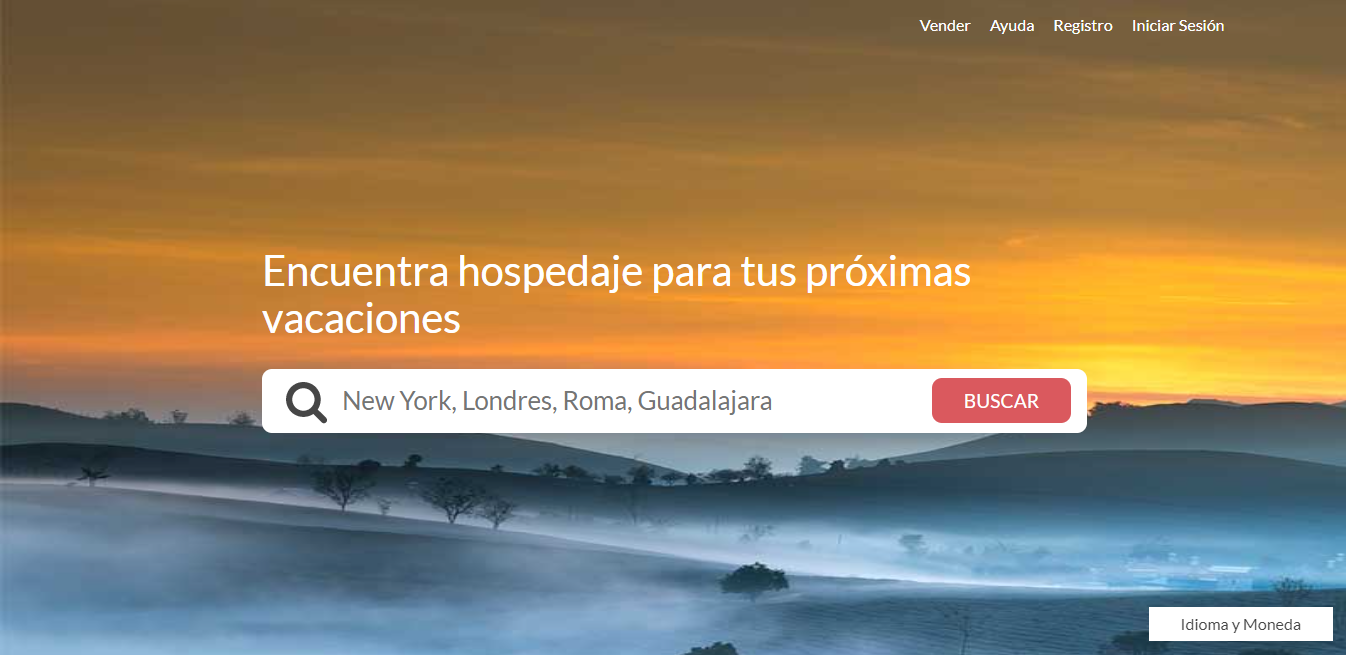 Vender Ayuda Registro Iniciar Sesión
Encuentra hospedaje para tus próximas
vacaciones
New York, Londres, Roma, Guadalajara BUSCAR
Idioma y Moneda